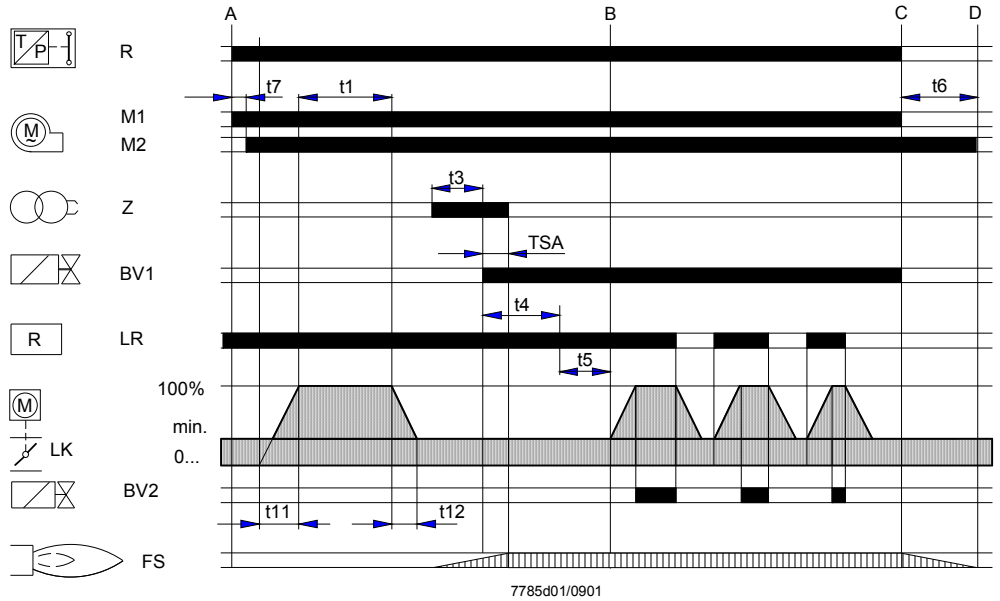 A B C D
T P R
t7 t1 t6
M1
M ~
M2
t3
Z
TSA
BV1
t4
R LR
t5
100%
M
min.
LK
0...
BV2
t11 t12
FS
7785d01/0901